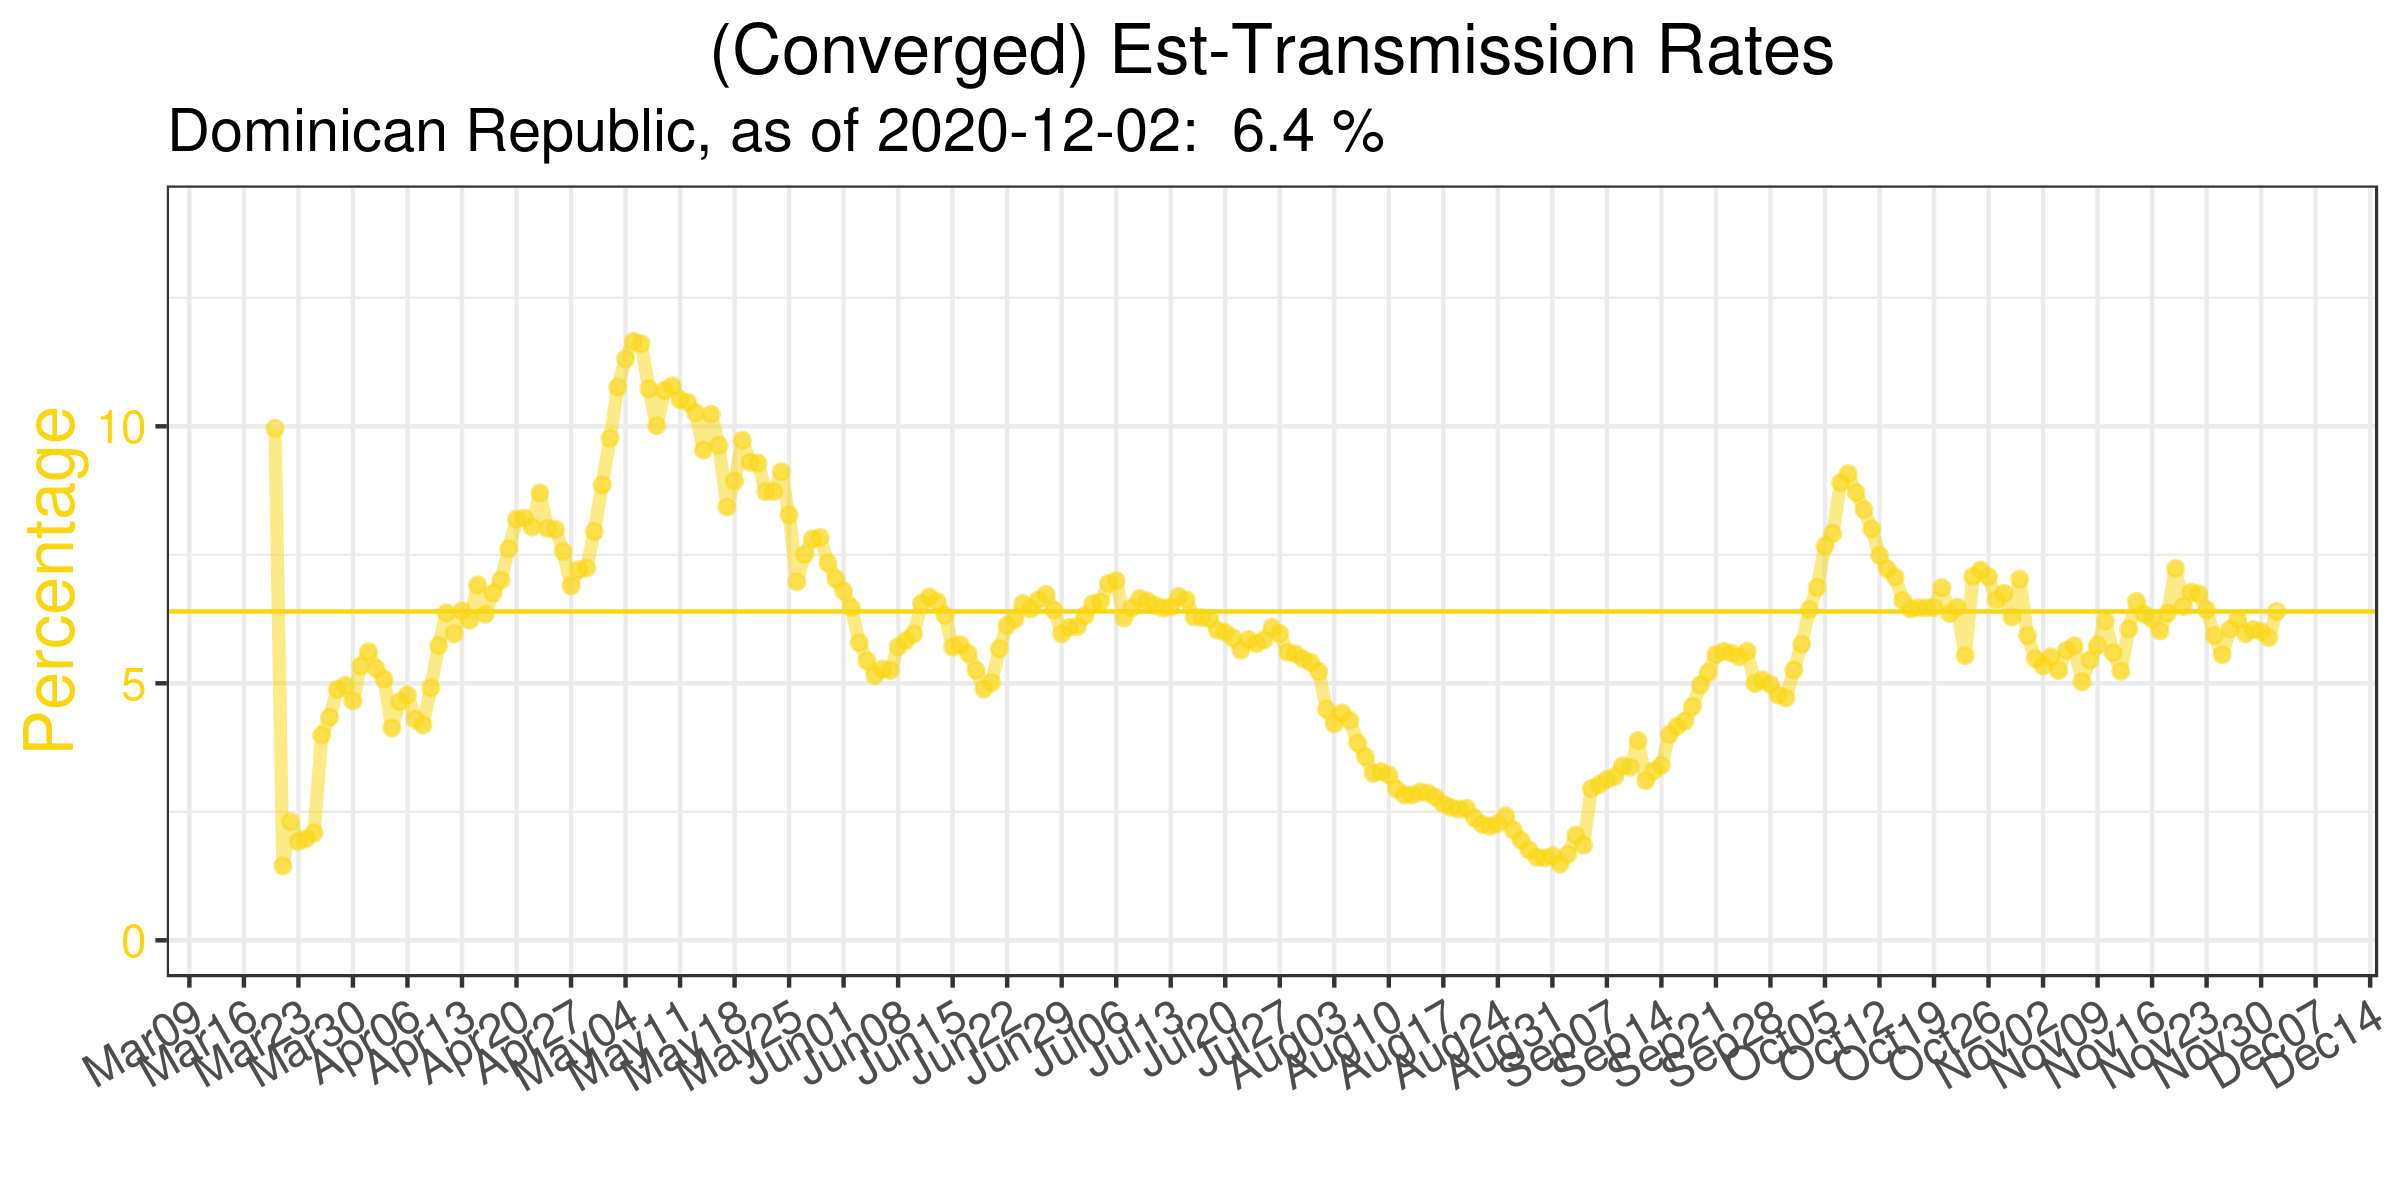 (Converged) Est-Transmission Rates
Dominican Republic, as of 2020-12-02:  6.4 %
Percentage
10
5
0
Mar09
Mar16
Mar23
Mar30
Apr06
Apr13
Apr20
Apr27
May04
May11
May18
May25
Jun01
Jun08
Jun15
Jun22
Jun29
Jul06
Jul13
Jul20
Jul27
Aug03
Aug10
Aug17
Aug24
Aug31
Sep07
Sep14
Sep21
Sep28
Oct05
Oct12
Oct19
Oct26
Nov02
Nov09
Nov16
Nov23
Nov30
Dec07
Dec14